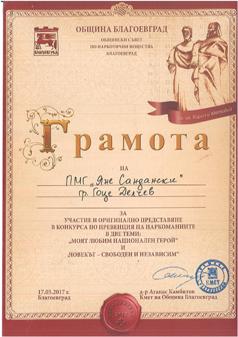 ОБЩИНА БЛАГОЕВГРАД
ОБЩИНСКИ СЪВЕТ
ПО НАРКОТИЧНИ ВЕЩЕСТВА
БЛАГОЕВГРАД
БЛАГОЕВГРАД
Грамота
НА
ПМГ „Яне Сандански“
гр. Гоце Делчев
ЗА
УЧАСТИЕ И ОРИГИНАЛНО ПРЕДСТАВЯНЕ
В КОНКУРСА ПО ПРЕВЕНЦИЯ НА НАРКОМАНИИТЕ
В ДВЕ ТЕМИ:
„МОЯТ ЛЮБИМ НАЦИОНАЛЕН ГЕРОЙ“
И
„ЧОВЕКЪТ – СВОБОДЕН И НЕЗАВИСИМ“
17.03.2017 г.
Благоевград
д-р Атанас Камбитов
Кмет на Община Благоевград
КМЕТ